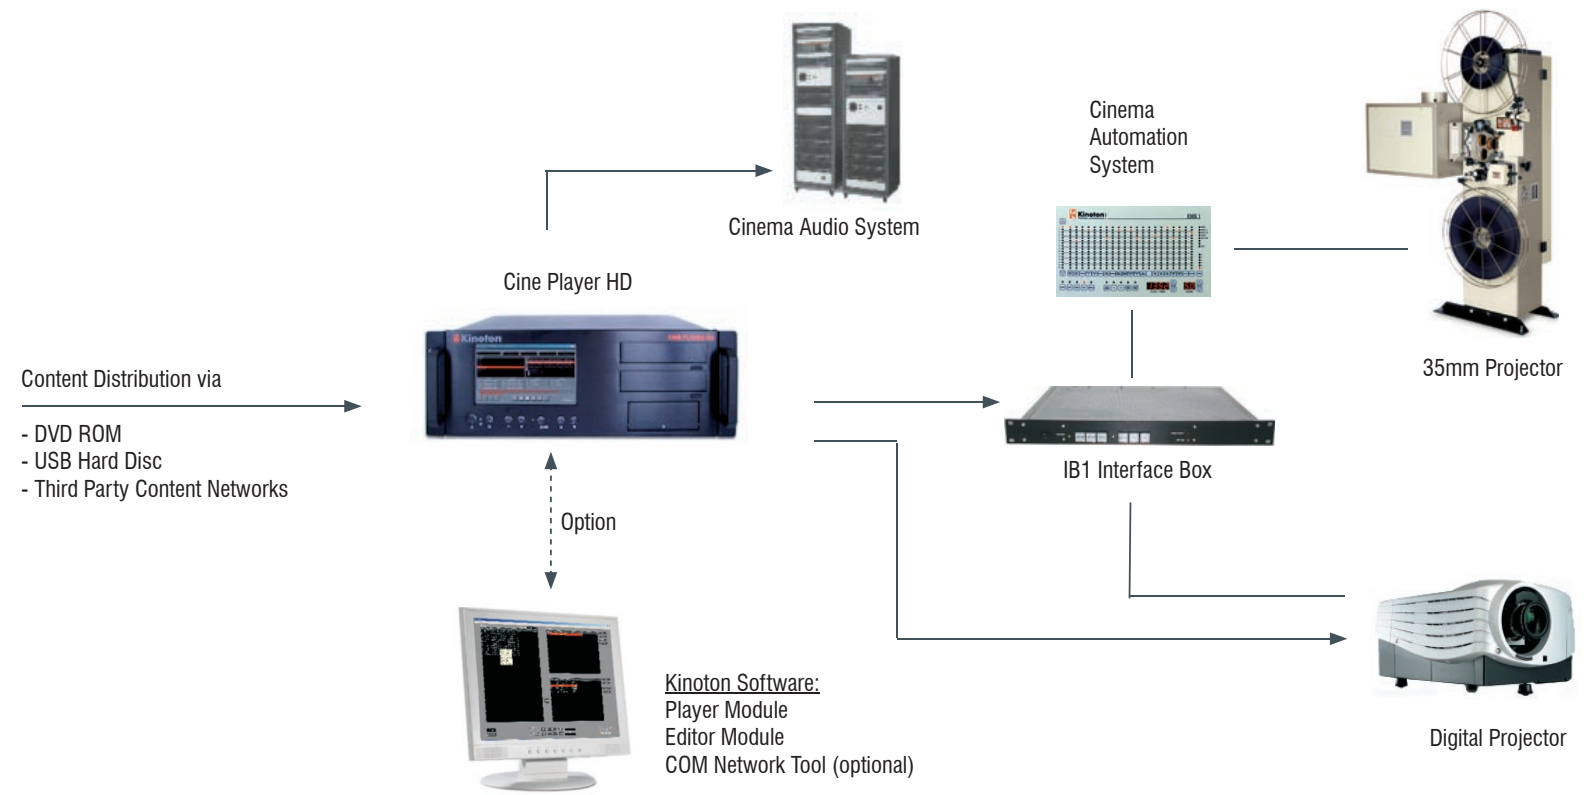 Cinema Audio System
Cinema
Automation
System
Kinoton
35mm Projector
Cine Player HD
Kinoton
Content Distribution via
- DVD ROM
- USB Hard Disc
- Third Party Content Networks
IB1 Interface Box
Option
Kinoton Software:
Player Module
Editor Module
COM Network Tool (optional)
Digital Projector